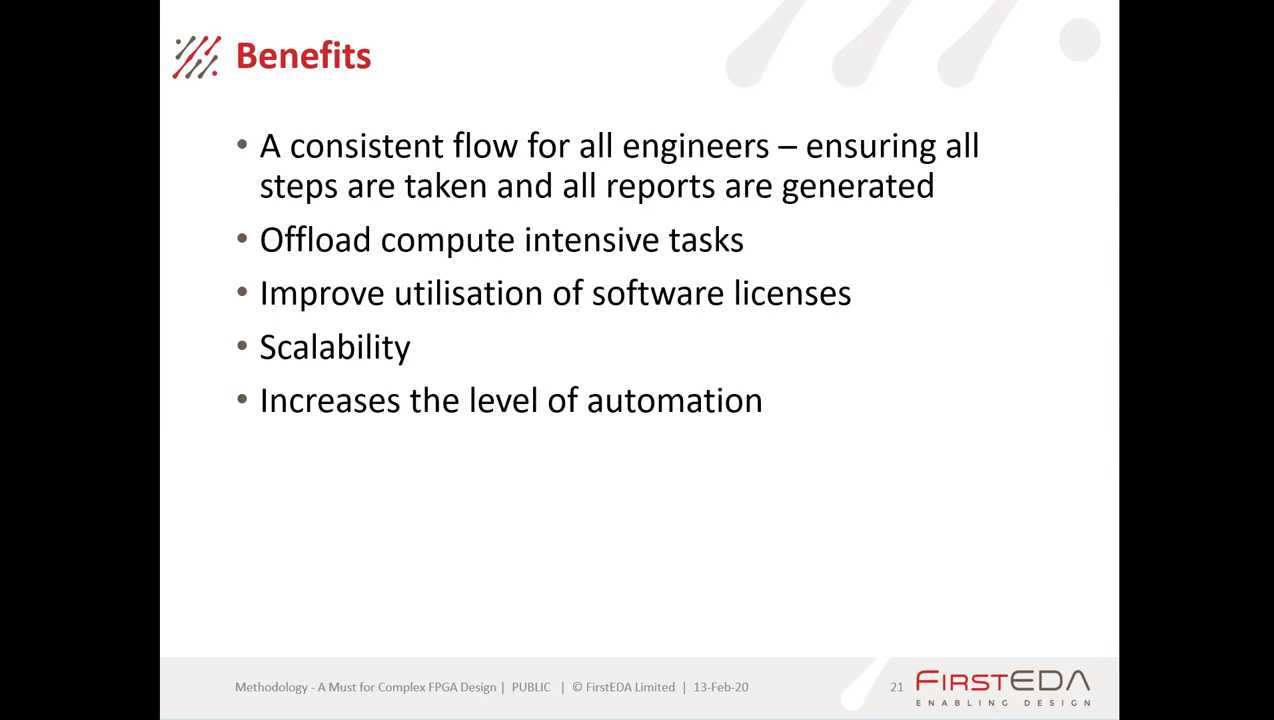 Benefits
• A consistent flow for all engineers – ensuring all
steps are taken and all reports are generated
• Offload compute intensive tasks
• Improve utilisation of software licenses
• Scalability
• Increases the level of automation
Methodology - A Must for Complex FPGA Design | PUBLIC | © FirstEDA Limited | 13-Feb-20
21
FIRSTEDA
ENABLING DESIGN